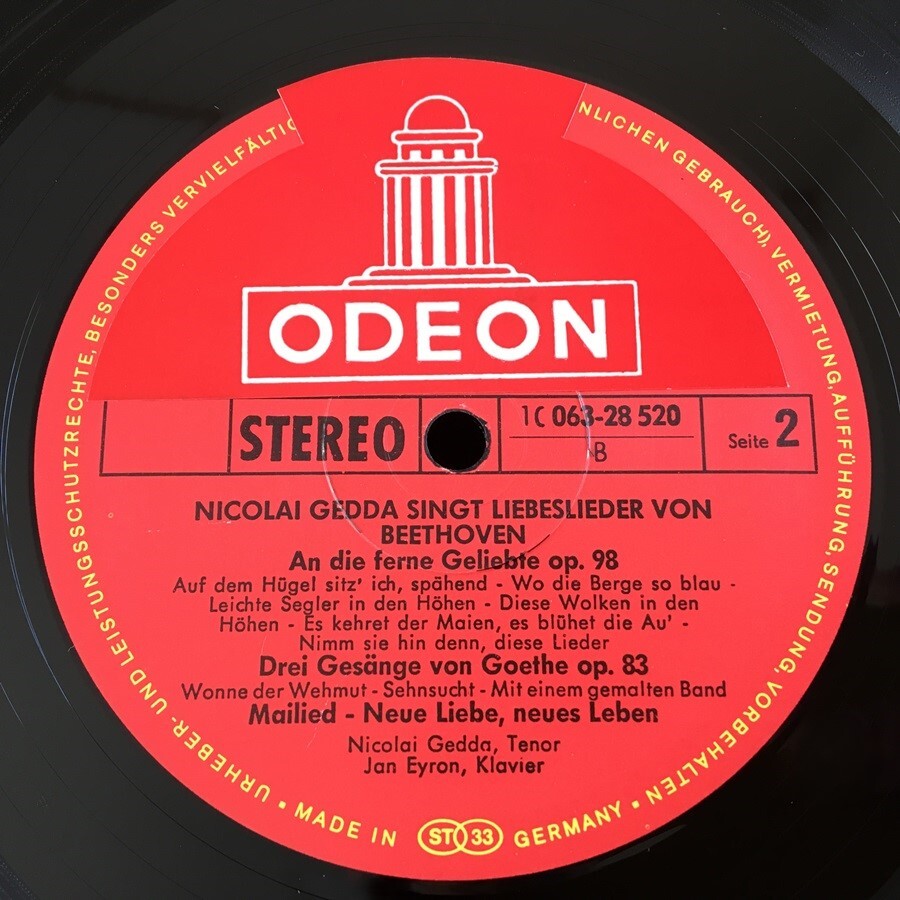 ODEON
STEREO
1C 063-28 520
B
Seite 2
NICOLAI GEDDA SINGT LIEBESLIEDER VON
BEETHOVEN
An die ferne Geliebte op. 98
Auf dem Hügel sitz' ich, spähend - Wo die Berge so blau -
Leichte Segler in den Höhen - Diese Wolken in den
Höhen - Es kehret der Maien, es blühet die Au' -
Nimm sie hin denn, diese Lieder
Drei Gesänge von Goethe op. 83
Wonne der Wehmut - Sehnsucht - Mit einem gemalten Band
Mailied - Neue Liebe, neues Leben
Nicolai Gedda, Tenor
Jan Eyron, Klavier
URHEBER- UND LEISTUNGSSCHUTZRECHTE, BESONDERS VERVIELFÄLTIG
NLICHEN GEBRAUCH), VERMIETUNG, AUFFÜHRUNG, SENDUNG, VORBEHALTEN
• MADE IN ST 33 GERMANY •